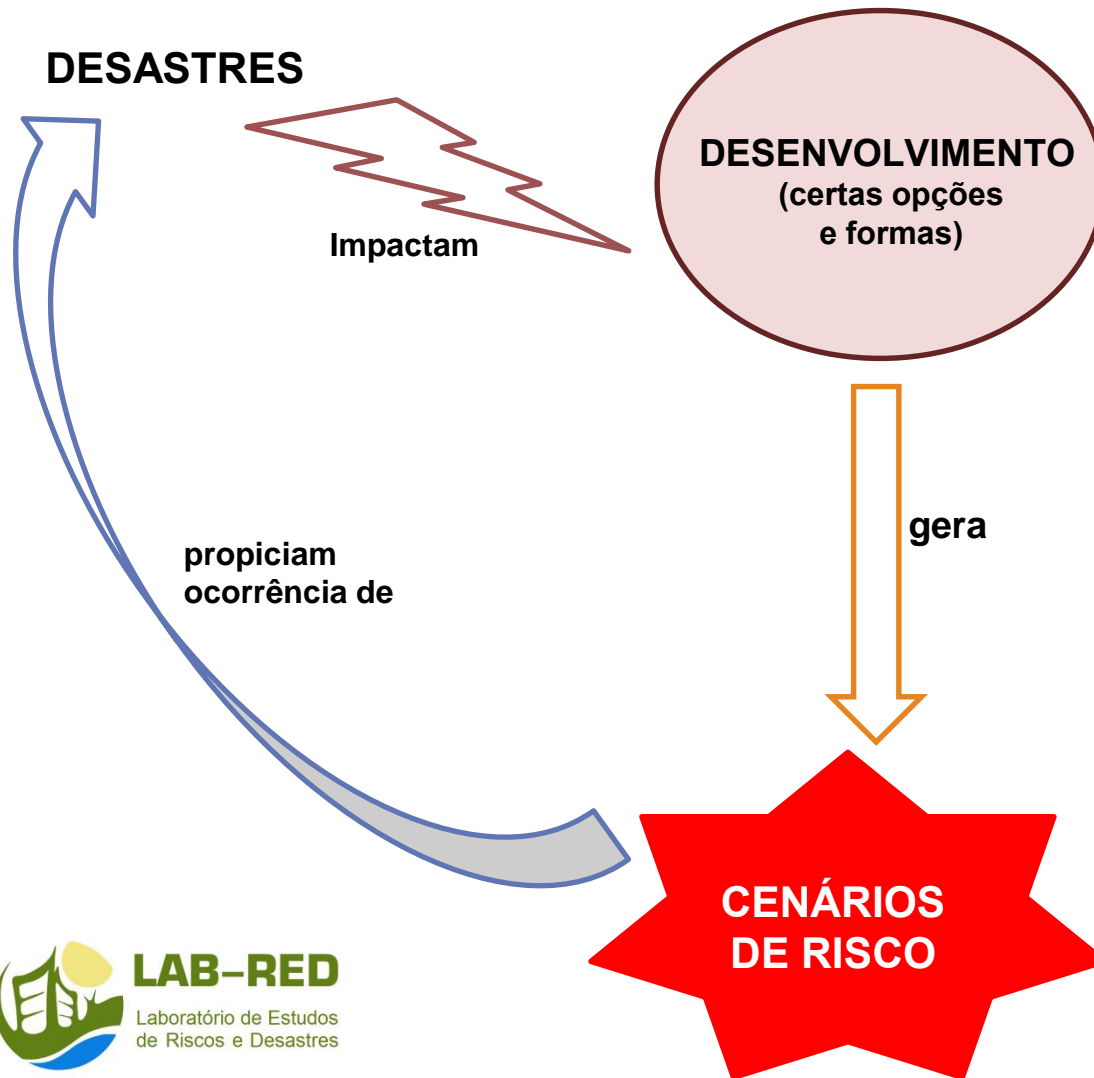 DESASTRES
DESENVOLVIMENTO
(certas opções
e formas)
Impactam
gera
propiciam
ocorrência de
CENÁRIOS
DE RISCO
LAB-RED
Laboratório de Estudos
de Riscos e Desastres